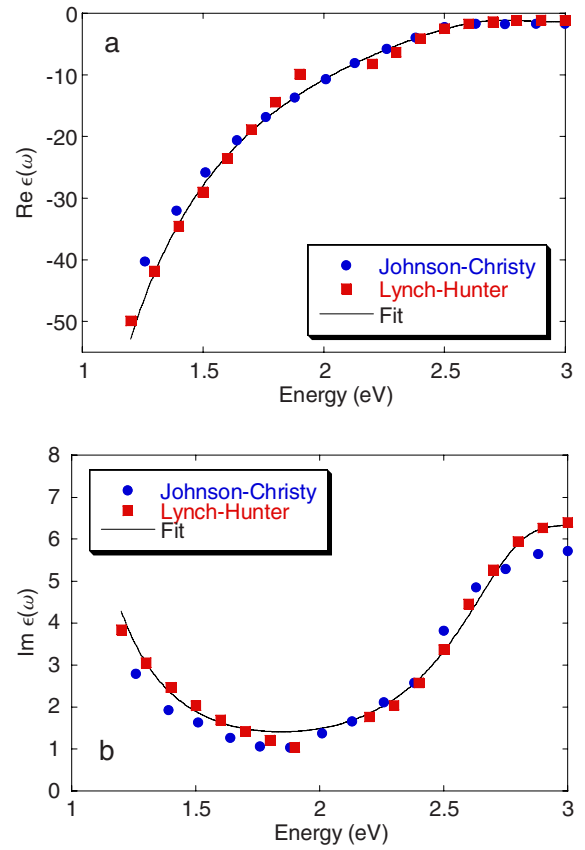 a
0
-10
-20
-30
-40
-50
Re ϵ(ω)
Johnson-Christy
Lynch-Hunter
Fit
1 1.5 2 2.5 3
Energy (eV)
8
7
6
5
4
3
2
1
0
Im ϵ(ω)
Johnson-Christy
Lynch-Hunter
Fit
b
1 1.5 2 2.5 3
Energy (eV)